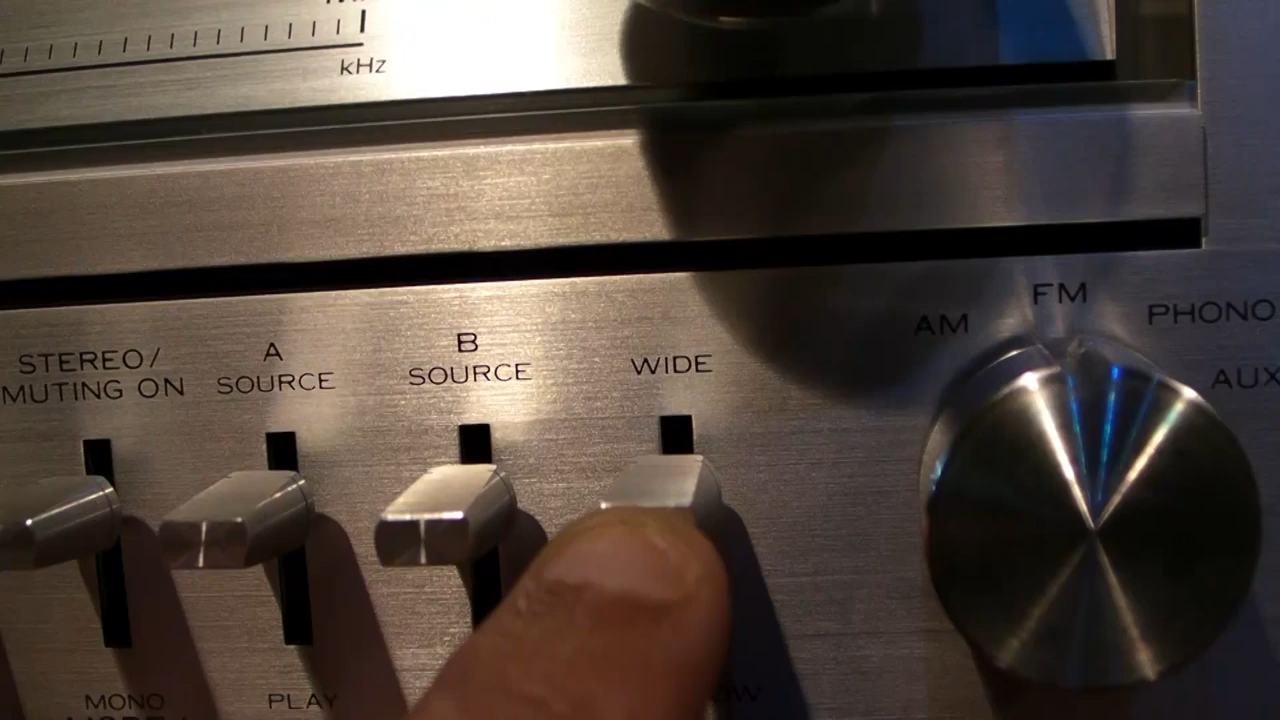 kHz
FM
AM
PHONO
AUX
STEREO/
MUTING ON
A
SOURCE
B
SOURCE
WIDE
MONO
PLAY